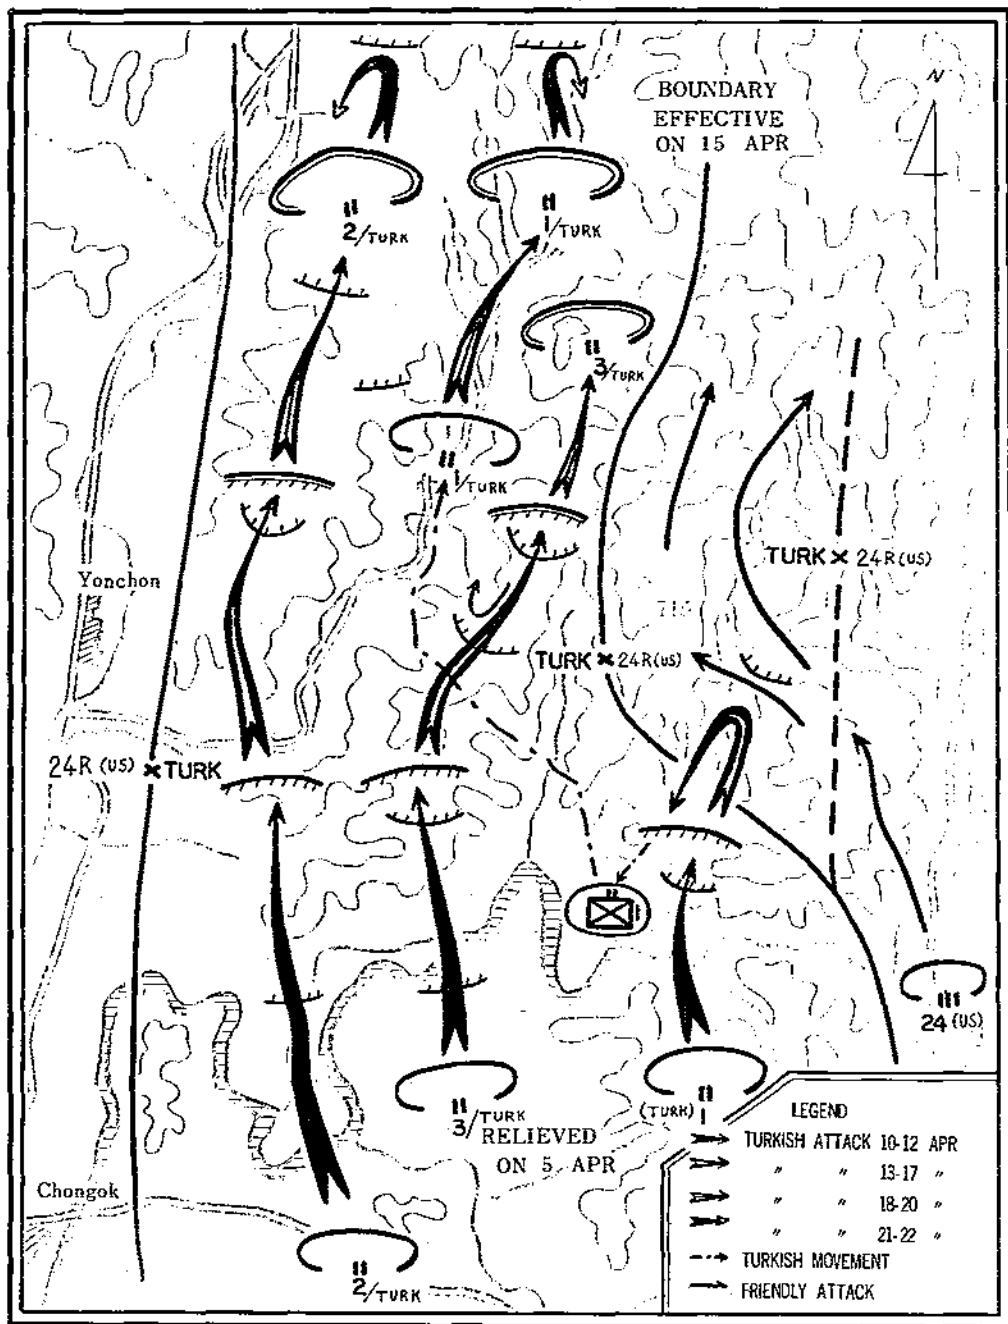 N
BOUNDARY
EFFECTIVE
ON 15 APR
2/TURK
1/TURK
3/TURK
1/TURK
Yonchon
TURK × 24R (US)
TURK × 24R (US)
24R (US) × TURK
24 (US)
3/TURK
RELIEVED
ON 5 APR
(TURK) 1
Chongok
2/TURK
LEGEND
TURKISH ATTACK 10-12 APR
" " 13-17 "
" " 18-20 "
" " 21-22 "
TURKISH MOVEMENT
FRIENDLY ATTACK